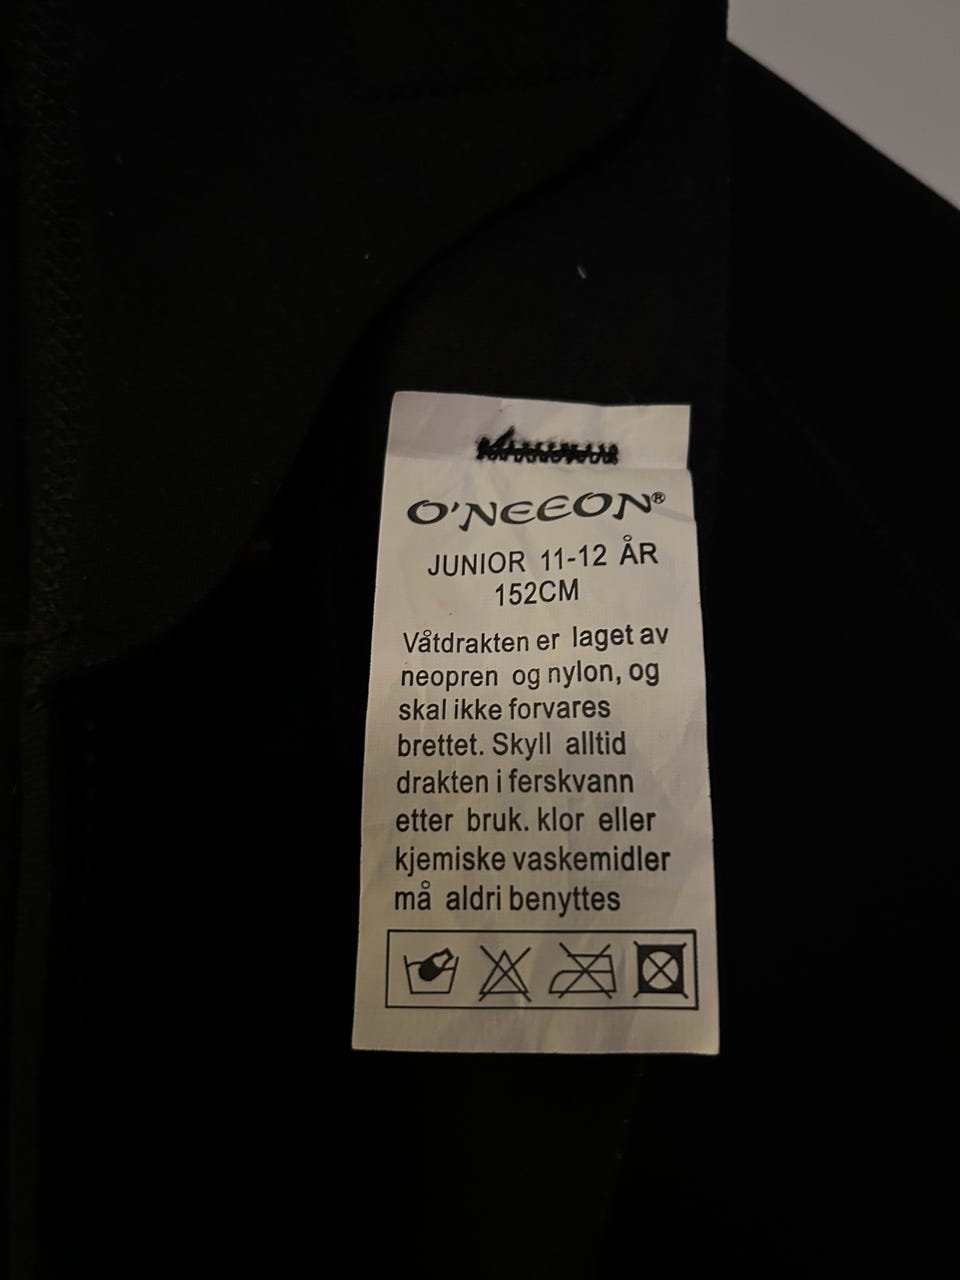 O'NEEON®
JUNIOR 11-12 ÅR
152CM
Våtdrakten er laget av
neopren og nylon, og
skal ikke forvares
brettet. Skyll alltid
drakten i ferskvann
etter bruk. klor eller
kjemiske vaskemidler
må aldri benyttes